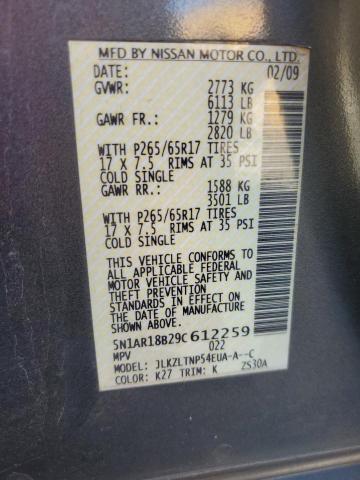 MFD BY NISSAN MOTOR CO., LTD.
DATE: 02/09
GVWR: 2773 KG
6113 LB
GAWR FR.: 1279 KG
2820 LB
WITH P265/65R17 TIRES
17 X 7.5 RIMS AT 35 PSI
COLD SINGLE
GAWR RR.: 1588 KG
3501 LB
WITH P265/65R17 TIRES
17 X 7.5 RIMS AT 35 PSI
COLD SINGLE
THIS VEHICLE CONFORMS TO
ALL APPLICABLE FEDERAL
MOTOR VEHICLE SAFETY AND
THEFT PREVENTION
STANDARDS IN EFFECT ON
DATE OF MFR. SHOWN ABOVE.
5N1AR18B29C612259
MPV 022
MODEL: JLKZLTNP54EUA-A--C
COLOR: K27 TRIM: K ZS30A